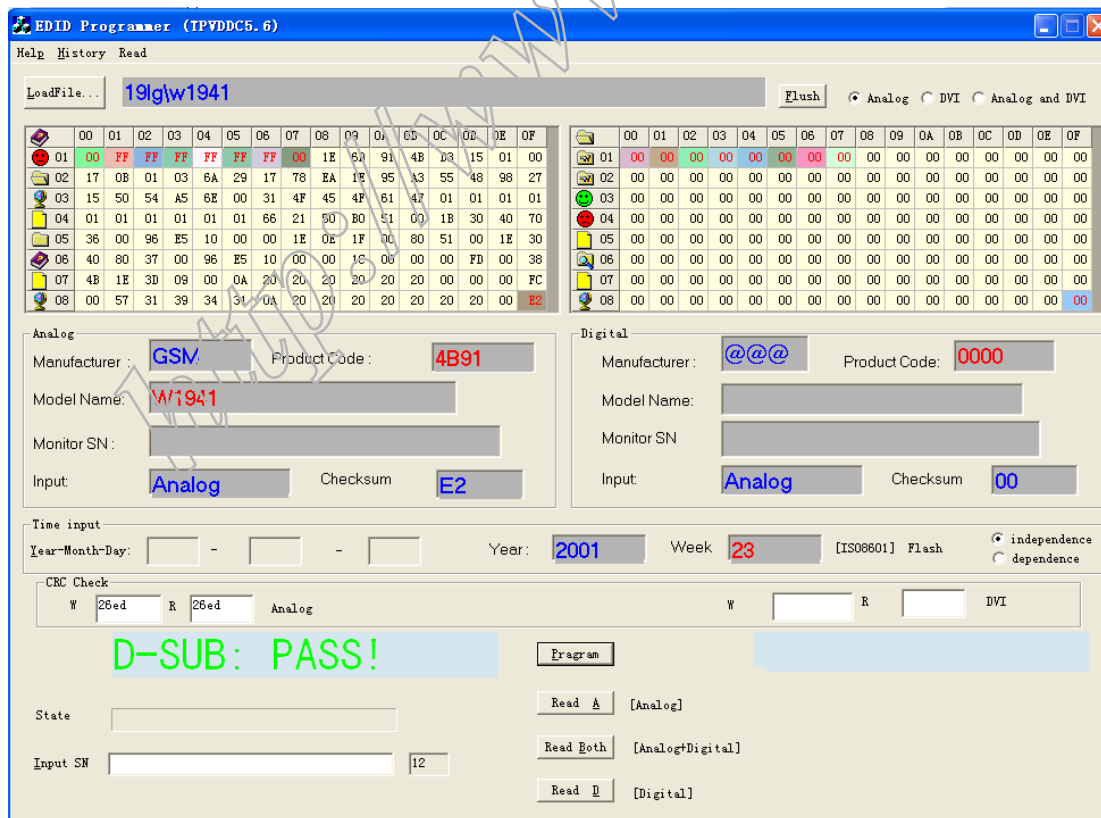 EDID Programmer (TPVDDC5.6)
Help History Read
LoadFile... 19lg\w1941 Flush Analog DVI Analog and DVI
00 01 02 03 04 05 06 07 08 09 0A 0B 0C 0D 0E 0F
01 00 FF FF FF FF FF FF 00 1E 6D 91 4B D3 15 01 00
02 17 0B 01 03 6A 29 17 78 EA 1E 95 A3 55 48 98 27
03 15 50 54 A5 6E 00 31 4F 45 4F 61 4F 01 01 01 01
04 01 01 01 01 01 01 66 21 50 B0 51 00 1B 30 40 70
05 36 00 96 E5 10 00 00 1E 0E 1F 00 80 51 00 1E 30
06 40 80 37 00 96 E5 10 00 00 1C 00 00 00 FD 00 38
07 4B 1E 3D 09 00 0A 20 20 20 20 20 20 00 00 00 FC
08 00 57 31 39 34 31 0A 20 20 20 20 20 20 20 00 E2
00 01 02 03 04 05 06 07 08 09 0A 0B 0C 0D 0E 0F
01 00 00 00 00 00 00 00 00 00 00 00 00 00 00 00 00
02 00 00 00 00 00 00 00 00 00 00 00 00 00 00 00 00
03 00 00 00 00 00 00 00 00 00 00 00 00 00 00 00 00
04 00 00 00 00 00 00 00 00 00 00 00 00 00 00 00 00
05 00 00 00 00 00 00 00 00 00 00 00 00 00 00 00 00
06 00 00 00 00 00 00 00 00 00 00 00 00 00 00 00 00
07 00 00 00 00 00 00 00 00 00 00 00 00 00 00 00 00
08 00 00 00 00 00 00 00 00 00 00 00 00 00 00 00 00
Analog
Manufacturer : GSM Product Code : 4B91
Model Name: W1941
Monitor SN :
Input: Analog Checksum E2
Digital
Manufacturer : @@@ Product Code: 0000
Model Name:
Monitor SN
Input: Analog Checksum 00
Time input
Year-Month-Day: - - Year: 2001 Week 23 [ISO8601] Flash independence
dependence
CRC Check
W 26ed R 26ed Analog W R DVI
D-SUB: PASS! Pragram
Read A [Analog]
State
Read Both [Analog+Digital]
Input SN 12
Read D [Digital]
http://www